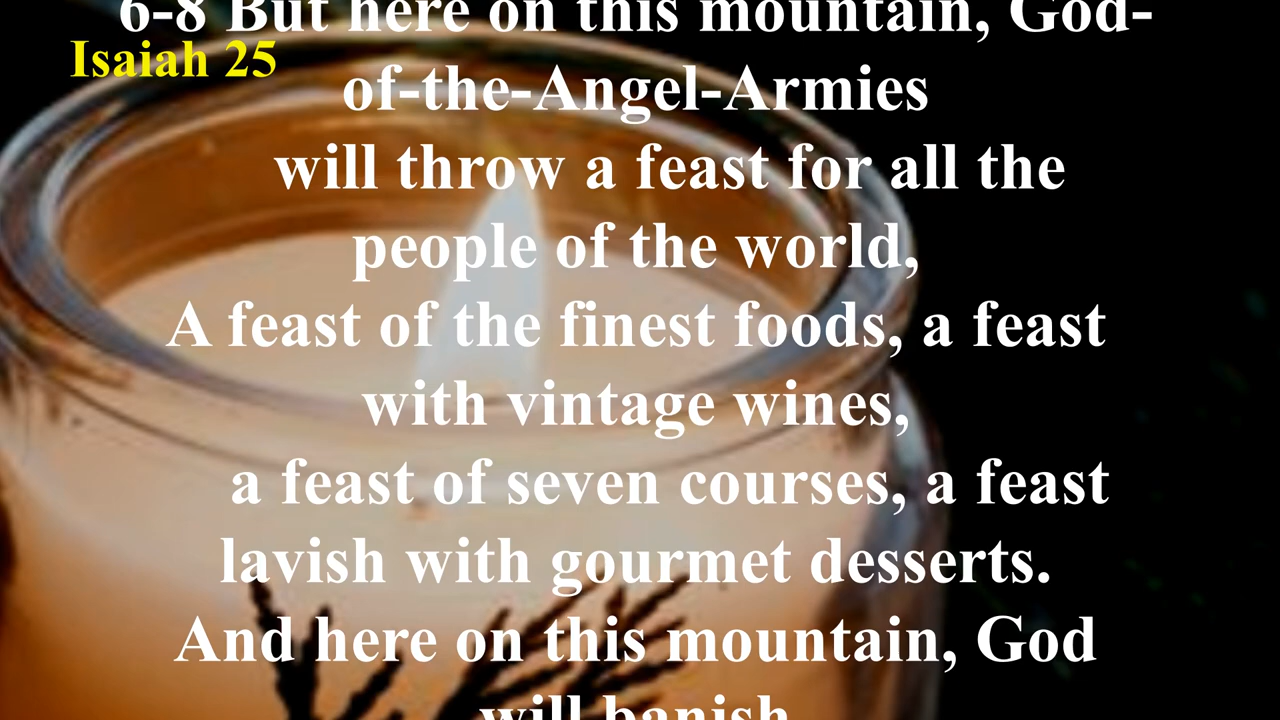 6-8 But here on this mountain, God-
Isaiah 25
of-the-Angel-Armies
will throw a feast for all the
people of the world,
A feast of the finest foods, a feast
with vintage wines,
a feast of seven courses, a feast
lavish with gourmet desserts.
And here on this mountain, God
will banish